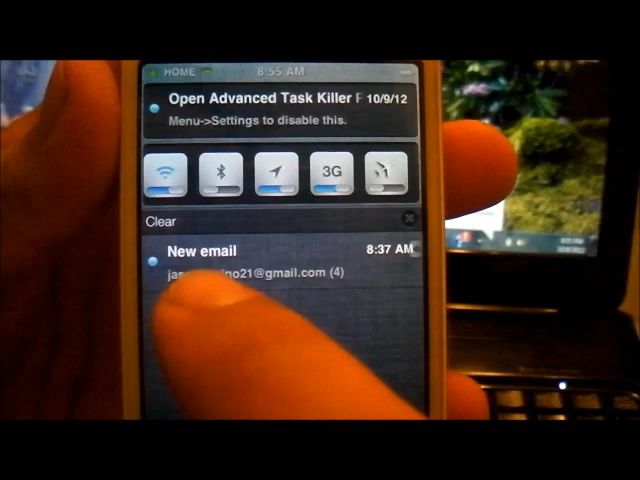 HOME 8:55 AM
Open Advanced Task Killer 10/9/12
Menu->Settings to disable this.
3G
Clear
New email 8:37 AM
@gmail.com (4)